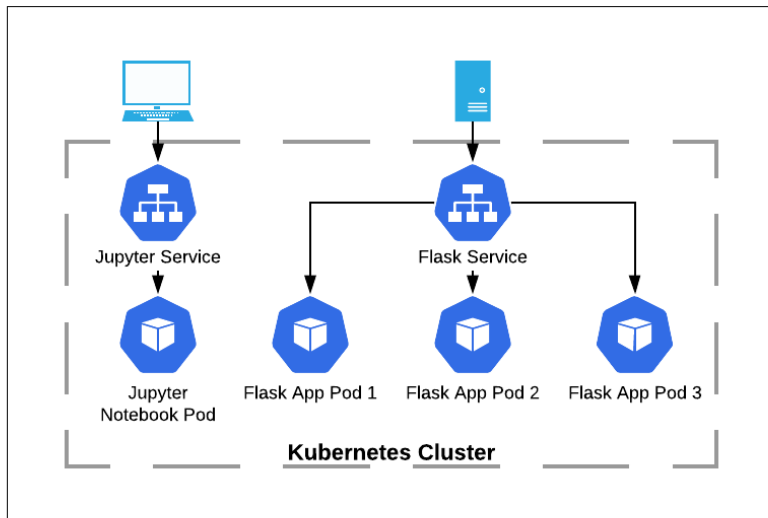 Jupyter Service
Flask Service
Jupyter
Notebook Pod
Flask App Pod 1
Flask App Pod 2
Flask App Pod 3
Kubernetes Cluster